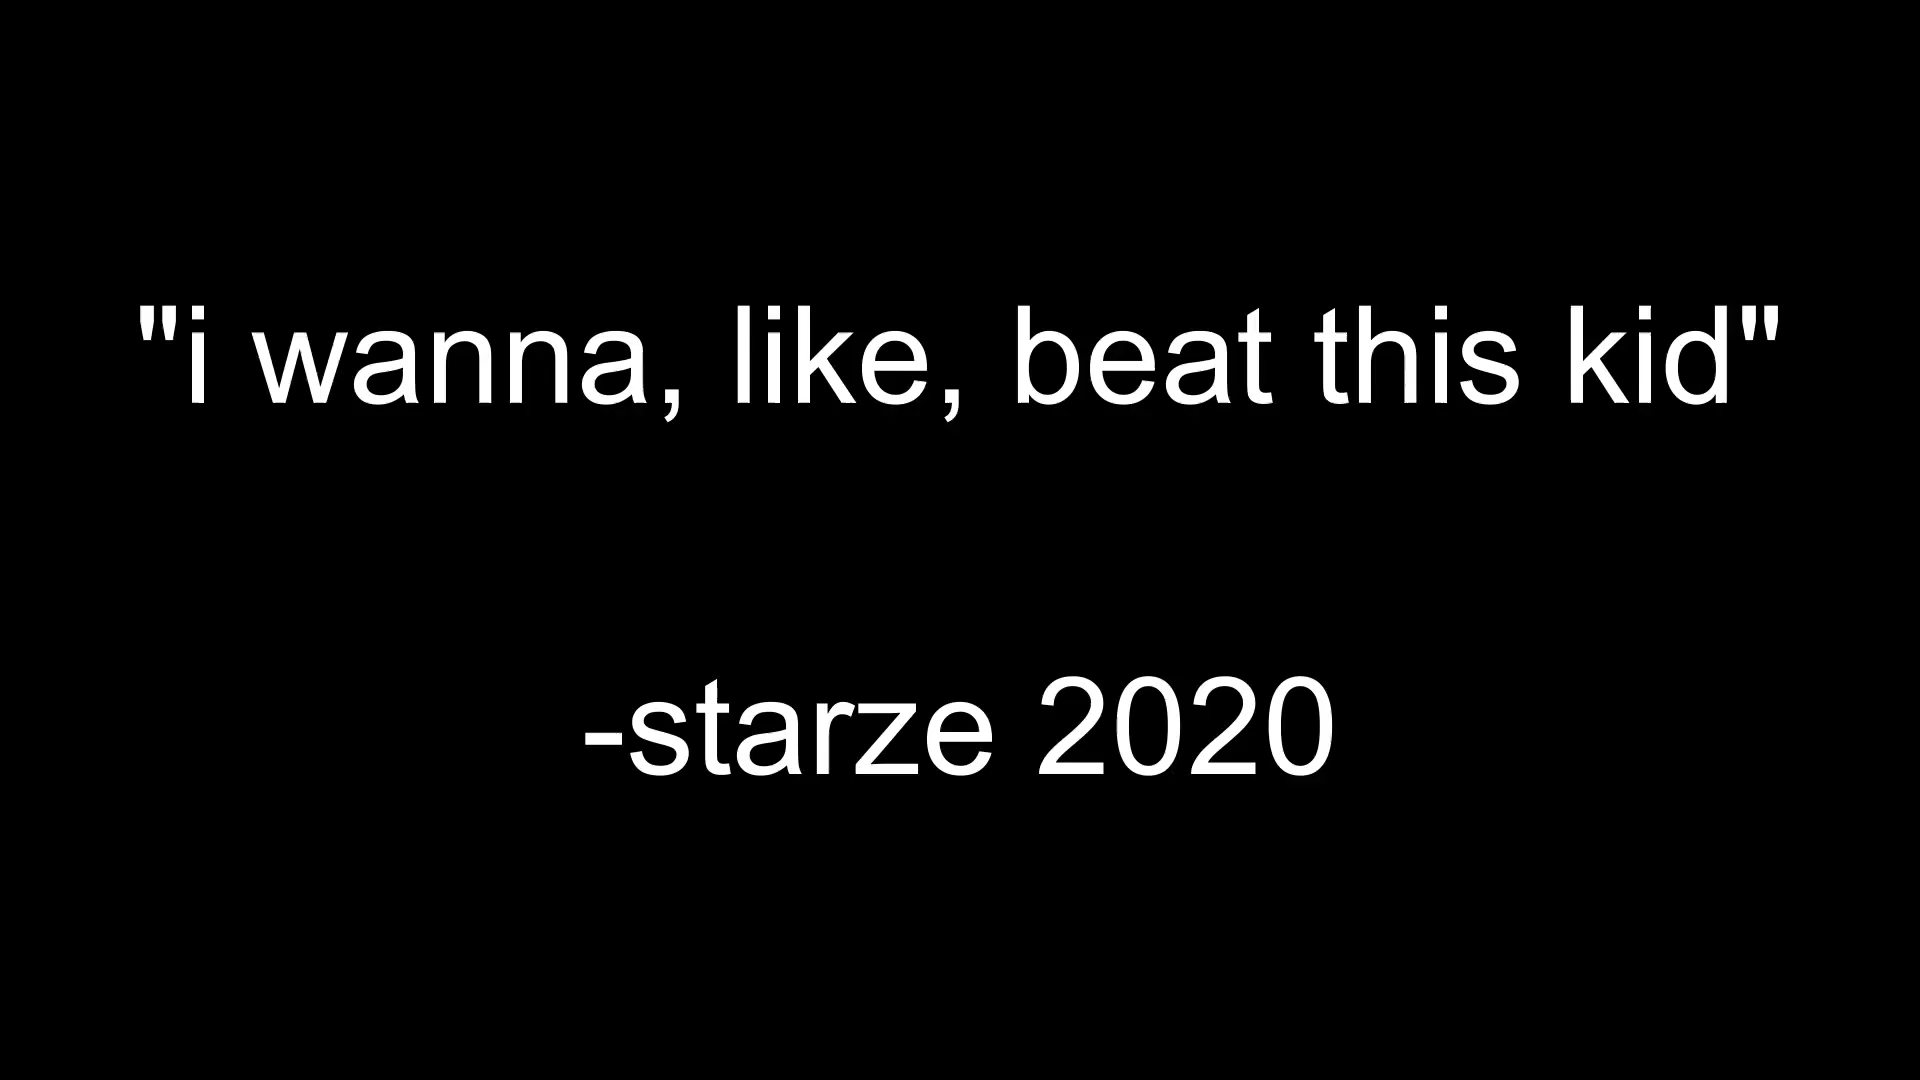 "i wanna, like, beat this kid"
-starze 2020